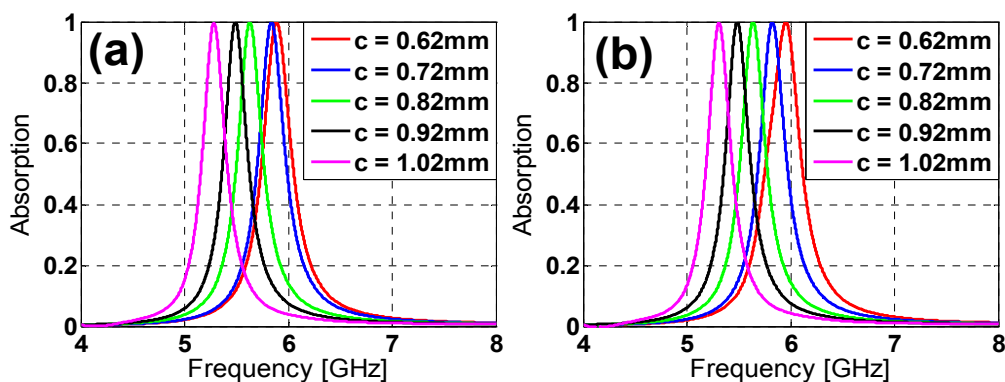 (a)
c = 0.62mm
c = 0.72mm
c = 0.82mm
c = 0.92mm
c = 1.02mm
1
0.8
0.6
0.4
0.2
0
Absorption
4
5
6
7
8
Frequency [GHz]
(b)
c = 0.62mm
c = 0.72mm
c = 0.82mm
c = 0.92mm
c = 1.02mm
1
0.8
0.6
0.4
0.2
0
Absorption
4
5
6
7
8
Frequency [GHz]